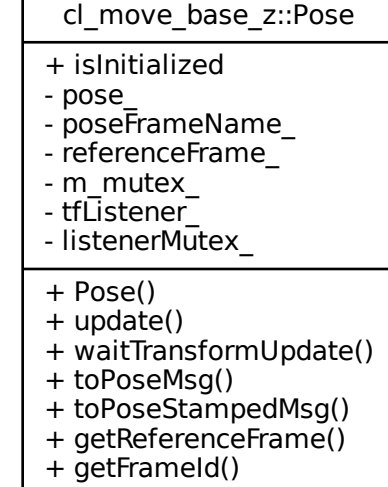 cl_move_base_z::Pose
+ isInitialized
- pose_
- poseFrameName_
- referenceFrame_
- m_mutex_
- tfListener_
- listenerMutex_
+ Pose()
+ update()
+ waitTransformUpdate()
+ toPoseMsg()
+ toPoseStampedMsg()
+ getReferenceFrame()
+ getFrameId()